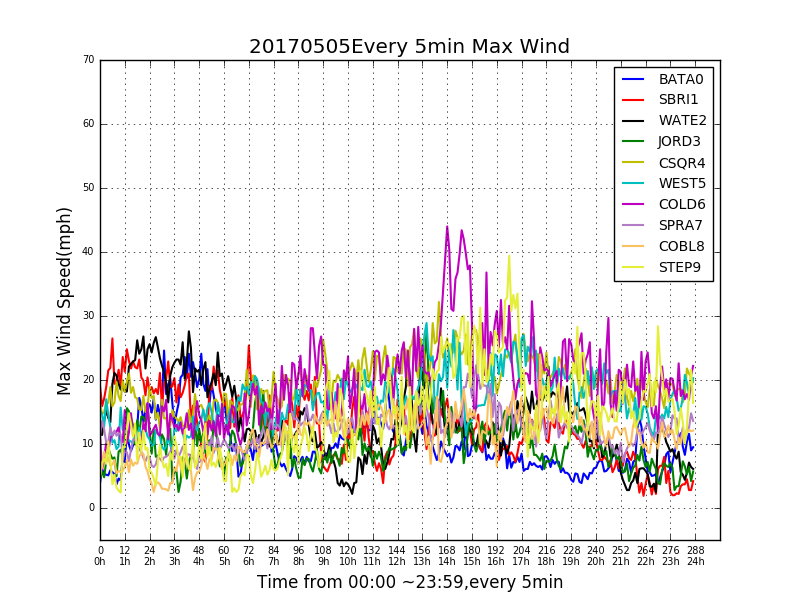 20170505Every 5min Max Wind
Max Wind Speed(mph)
70
60
50
40
30
20
10
0
BATA0
SBRI1
WATE2
JORD3
CSQR4
WEST5
COLD6
SPRA7
COBL8
STEP9
0 12 24 36 48 60 72 84 96 108 120 132 144 156 168 180 192 204 216 228 240 252 264 276 288
0h 1h 2h 3h 4h 5h 6h 7h 8h 9h 10h 11h 12h 13h 14h 15h 16h 17h 18h 19h 20h 21h 22h 23h 24h
Time from 00:00 ~23:59,every 5min